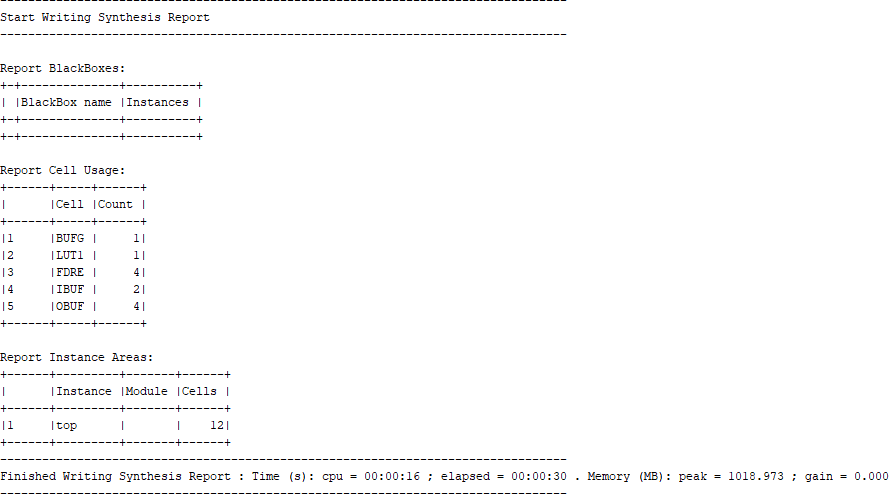 ---------------------------------------------------------------------------------
Start Writing Synthesis Report
---------------------------------------------------------------------------------

Report BlackBoxes:
+-+--------------+----------+
| |BlackBox name |Instances |
+-+--------------+----------+
+-+--------------+----------+

Report Cell Usage:
+------+-----+------+
|      |Cell |Count |
+------+-----+------+
|1     |BUFG |     1|
|2     |LUT1 |     1|
|3     |FDRE |     4|
|4     |IBUF |     2|
|5     |OBUF |     4|
+------+-----+------+

Report Instance Areas:
+------+---------+-------+------+
|      |Instance |Module |Cells |
+------+---------+-------+------+
|1     |top      |       |    12|
+------+---------+-------+------+
---------------------------------------------------------------------------------
Finished Writing Synthesis Report : Time (s): cpu = 00:00:16 ; elapsed = 00:00:30 . Memory (MB): peak = 1018.973 ; gain = 0.000
---------------------------------------------------------------------------------